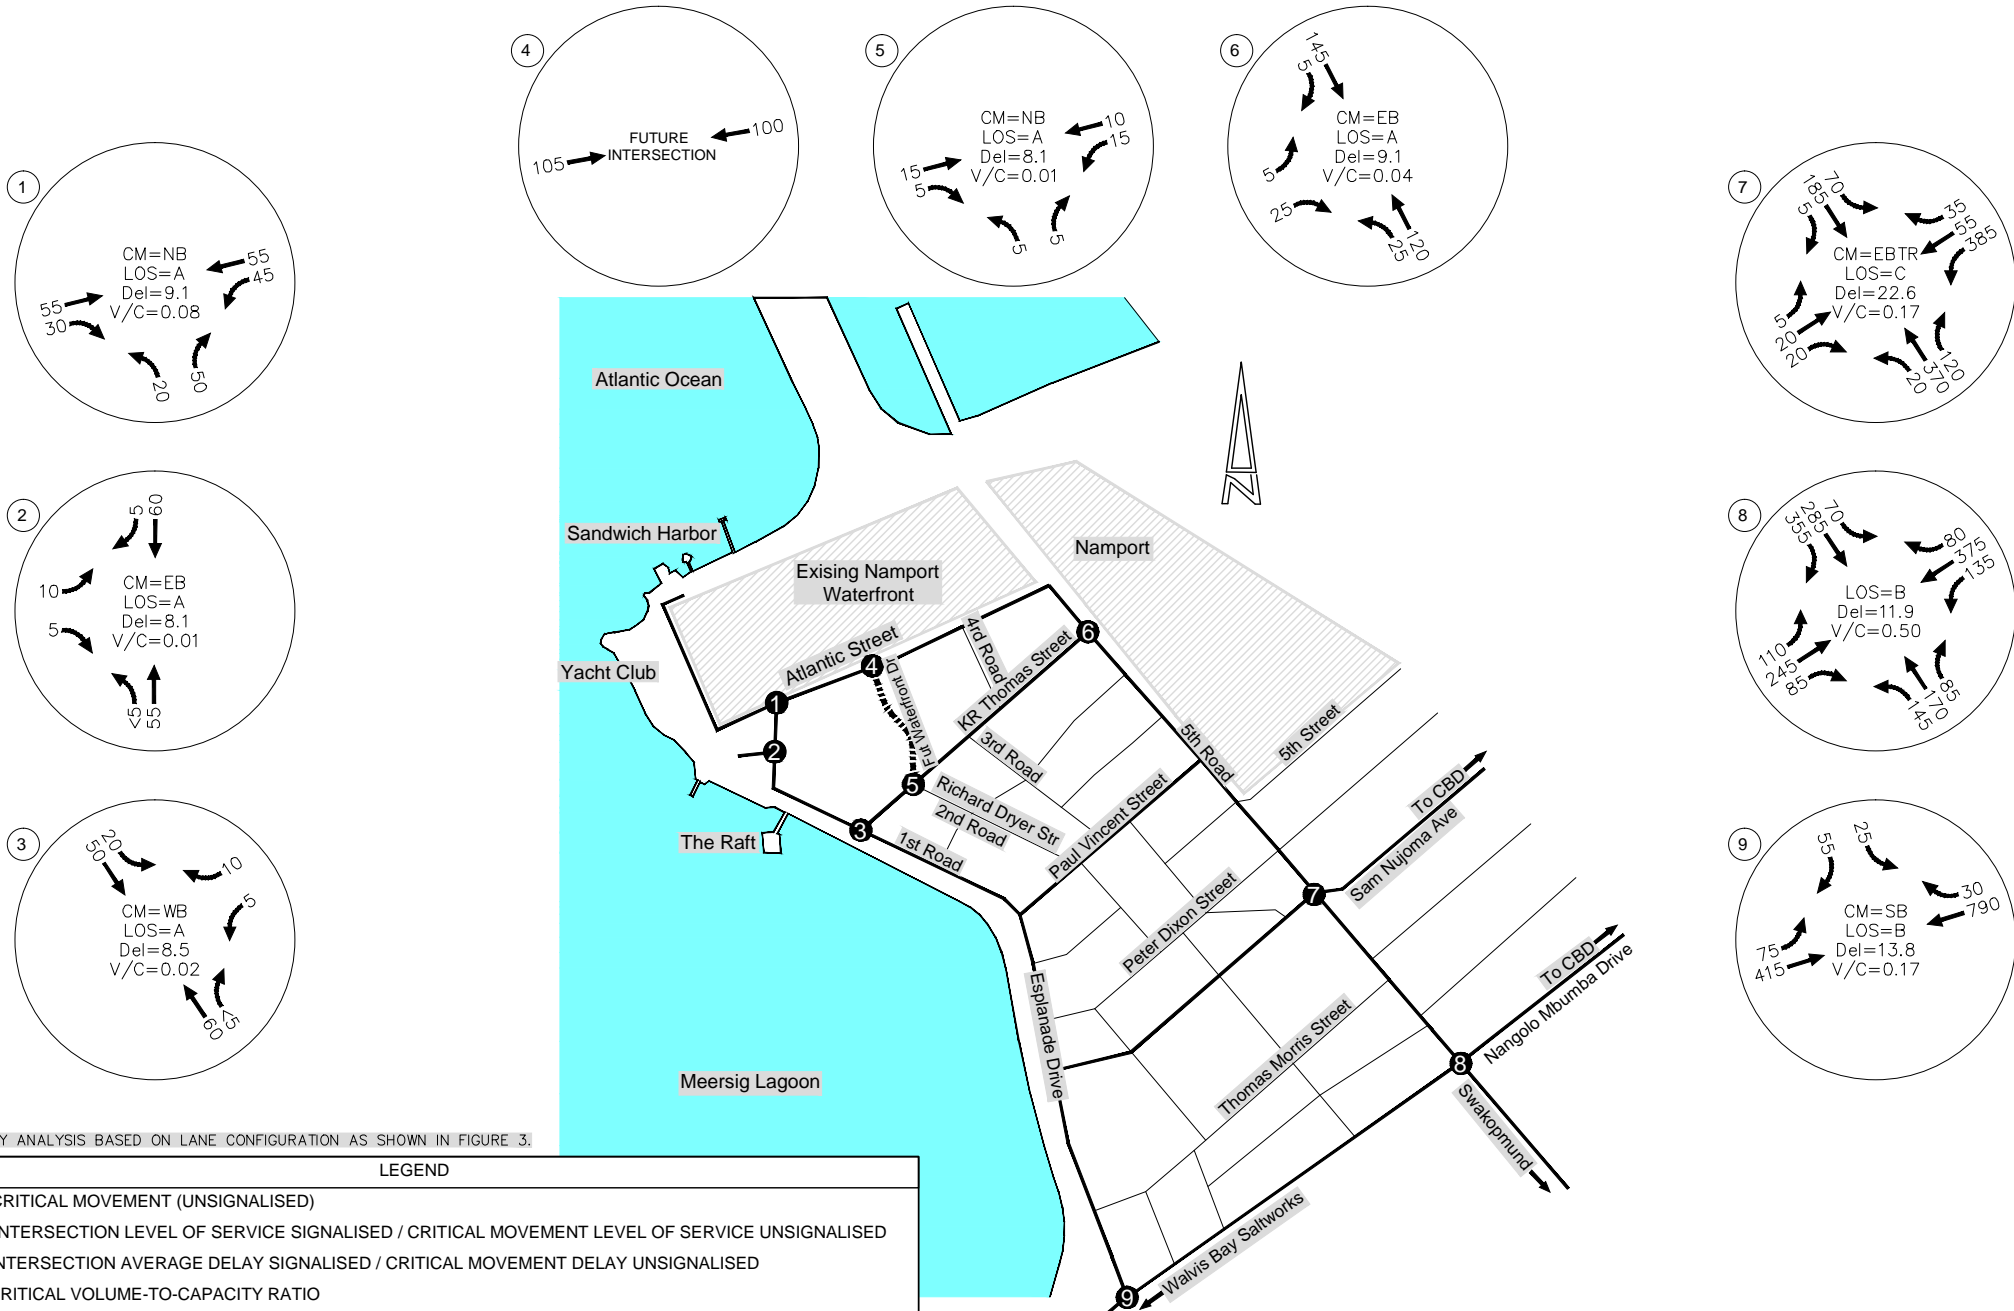 4
FUTURE
INTERSECTION
105
100
5
CM=NB
LOS=A
Del=8.1
V/C=0.01
10
15
15
5
5
5
6
145
5
CM=EB
LOS=A
Del=9.1
V/C=0.04
5
25
25
120
1
CM=NB
LOS=A
Del=9.1
V/C=0.08
55
45
55
30
20
50
7
70
185
5
35
55
385
CM=EBTR
LOS=C
Del=22.6
V/C=0.17
5
20
20
120
370
20
2
5
60
10
CM=EB
LOS=A
Del=8.1
V/C=0.01
5
<5
55
8
70
285
355
80
375
135
LOS=B
Del=11.9
V/C=0.50
110
245
85
85
170
145
3
20
50
10
5
CM=WB
LOS=A
Del=8.5
V/C=0.02
<5
60
9
55
25
30
790
CM=SB
LOS=B
Del=13.8
V/C=0.17
75
415
Atlantic Ocean
N
Sandwich Harbor
Namport
Exising Namport
Waterfront
Yacht Club
Atlantic Street
4rd Road
Fut Waterfront Dr
KR Thomas Street
3rd Road
5th Road
5th Street
Richard Dryer Str
2nd Road
1st Road
Paul Vincent Street
The Raft
To CBD
Sam Nujoma Ave
Peter Dixon Street
Esplanade Drive
To CBD
Nangolo Mbumba Drive
Thomas Morris Street
Swakopmund
Meersig Lagoon
Walvis Bay Saltworks
1
2
3
4
5
6
7
8
9
Y ANALYSIS BASED ON LANE CONFIGURATION AS SHOWN IN FIGURE 3.
LEGEND
CRITICAL MOVEMENT (UNSIGNALISED)
INTERSECTION LEVEL OF SERVICE SIGNALISED / CRITICAL MOVEMENT LEVEL OF SERVICE UNSIGNALISED
INTERSECTION AVERAGE DELAY SIGNALISED / CRITICAL MOVEMENT DELAY UNSIGNALISED
CRITICAL VOLUME-TO-CAPACITY RATIO